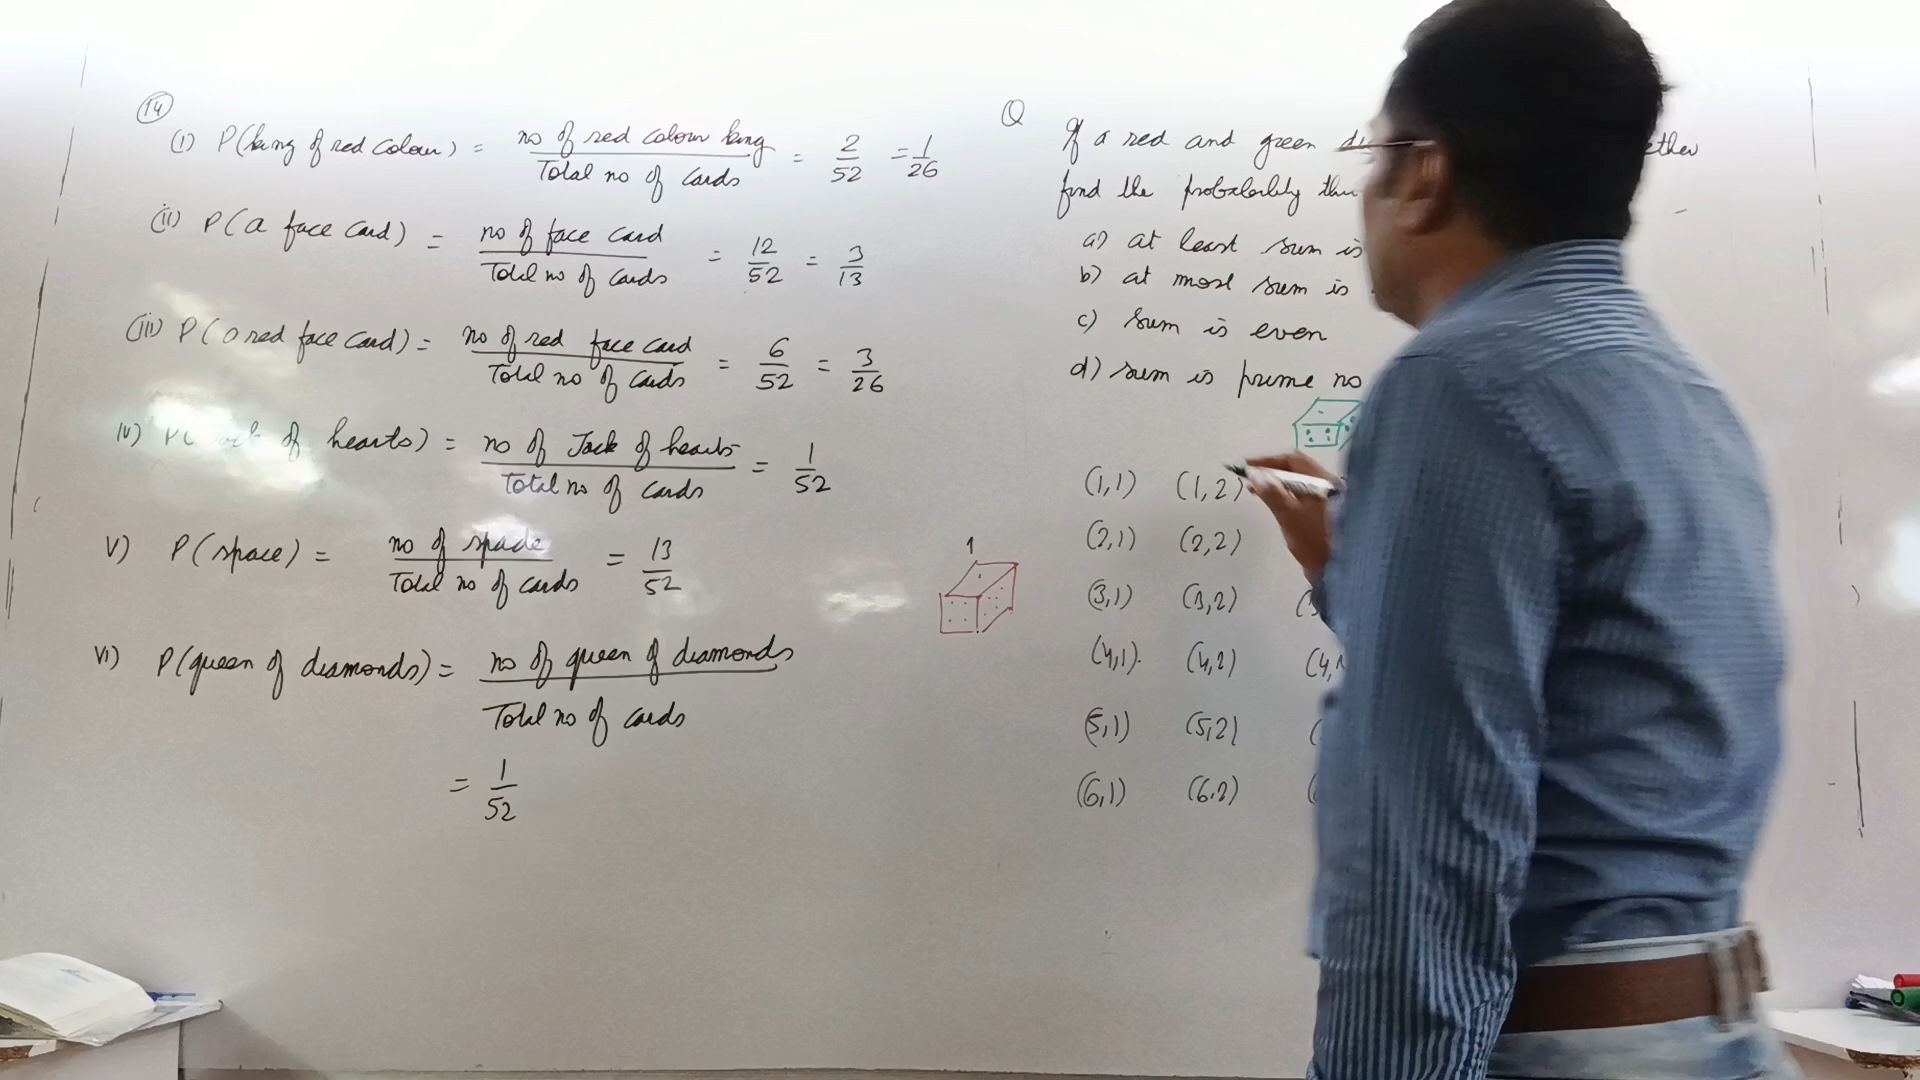 14
(i) P(king of red colour) = no of red colour king / Total no of cards = 2/52 = 1/26
(ii) P(a face card) = no of face card / Total no of cards = 12/52 = 3/13
(iii) P(a red face card) = no of red face card / Total no of cards = 6/52 = 3/26
iv) P( of hearts) = no of Jack of hearts / Total no of cards = 1/52
v) P(space) = no of spade / Total no of cards = 13/52
vi) P(queen of diamonds) = no of queen of diamonds / Total no of cards
= 1/52
1
Q If a red and green
find the probability
a) at least sum is
b) at most sum is
c) sum is even
d) sum is prime no
(1,1) (1,2)
(2,1) (2,2)
(3,1) (3,2)
(4,1) (4,2) (4,
(5,1) (5,2)
(6,1) (6,2)